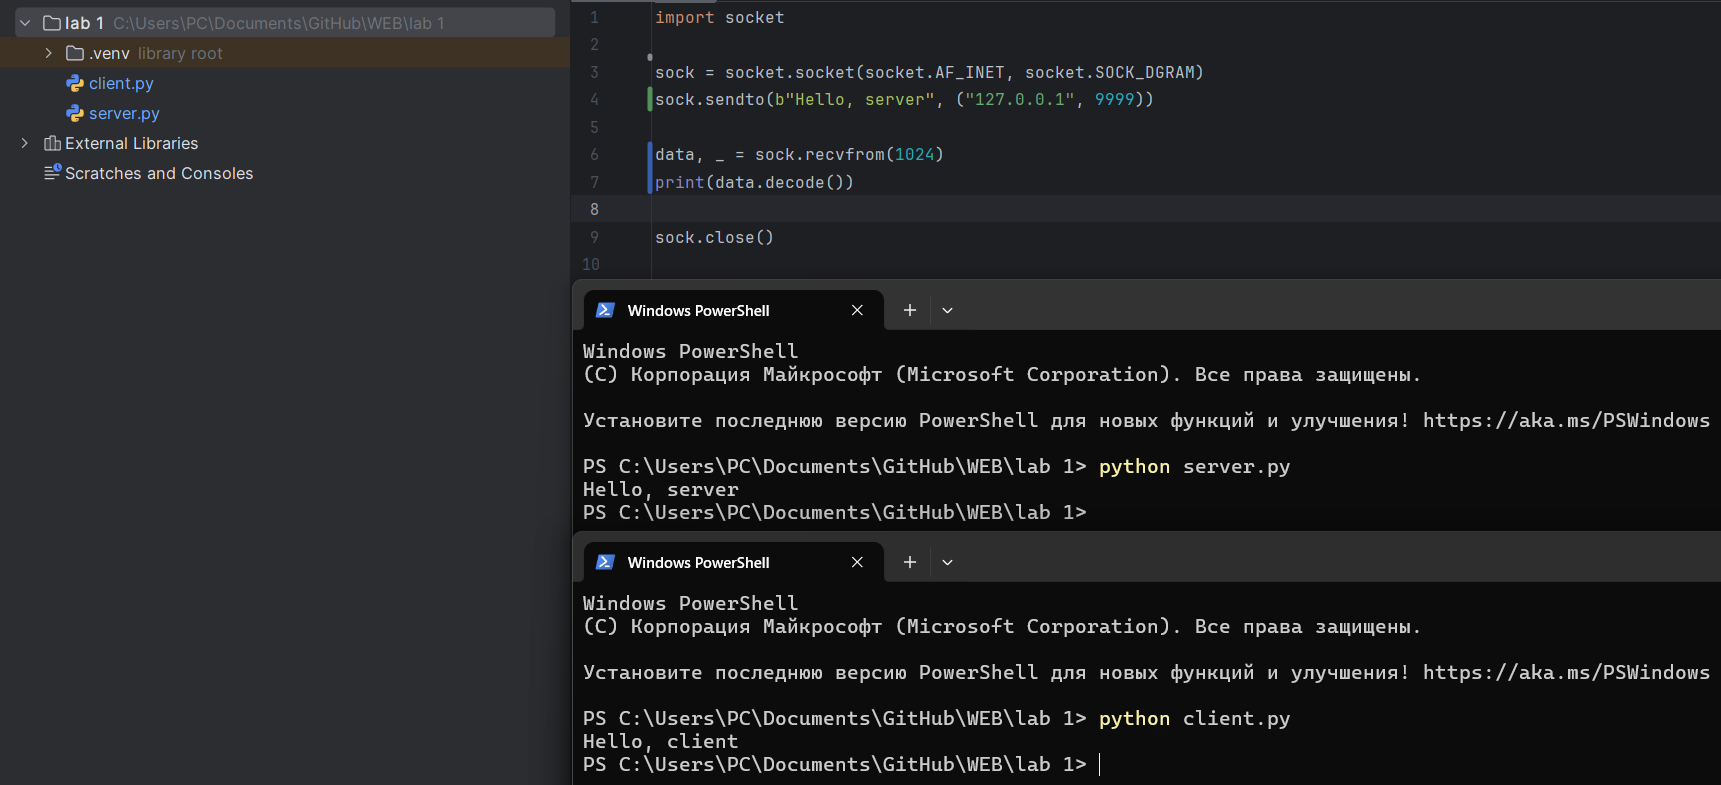 lab 1 C:\Users\PC\Documents\GitHub\WEB\lab 1
.venv library root
client.py
server.py
External Libraries
Scratches and Consoles
1 import socket
2
3 sock = socket.socket(socket.AF_INET, socket.SOCK_DGRAM)
4 sock.sendto(b"Hello, server", ("127.0.0.1", 9999))
5
6 data, _ = sock.recvfrom(1024)
7 print(data.decode())
8
9 sock.close()
10
Windows PowerShell
Windows PowerShell
(C) Корпорация Майкрософт (Microsoft Corporation). Все права защищены.
Установите последнюю версию PowerShell для новых функций и улучшения! https://aka.ms/PSWindows
PS C:\Users\PC\Documents\GitHub\WEB\lab 1> python server.py
Hello, server
PS C:\Users\PC\Documents\GitHub\WEB\lab 1>
Windows PowerShell
Windows PowerShell
(C) Корпорация Майкрософт (Microsoft Corporation). Все права защищены.
Установите последнюю версию PowerShell для новых функций и улучшения! https://aka.ms/PSWindows
PS C:\Users\PC\Documents\GitHub\WEB\lab 1> python client.py
Hello, client
PS C:\Users\PC\Documents\GitHub\WEB\lab 1>